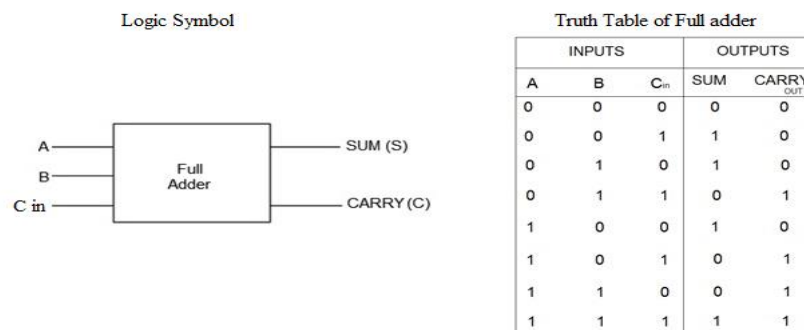 Logic Symbol
A
B
C in
Full
Adder
SUM (S)
CARRY (C)
Truth Table of Full adder
INPUTS OUTPUTS
A B Cin SUM CARRY OUT
0 0 0 0 0
0 0 1 1 0
0 1 0 1 0
0 1 1 0 1
1 0 0 1 0
1 0 1 0 1
1 1 0 0 1
1 1 1 1 1